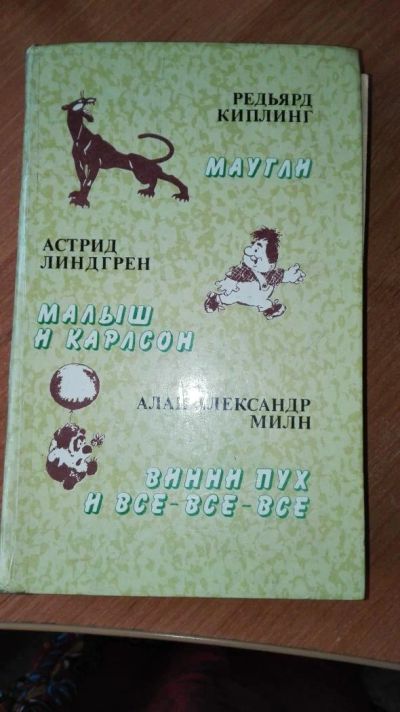 РЕДЬЯРД
КИПЛИНГ
МАУГЛИ
АСТРИД
ЛИНДГРЕН
МАЛЫШ
И КАРЛСОН
АЛАН АЛЕКСАНДР
МИЛН
ВИННИ ПУХ
И ВСЕ-ВСЕ-ВСЕ